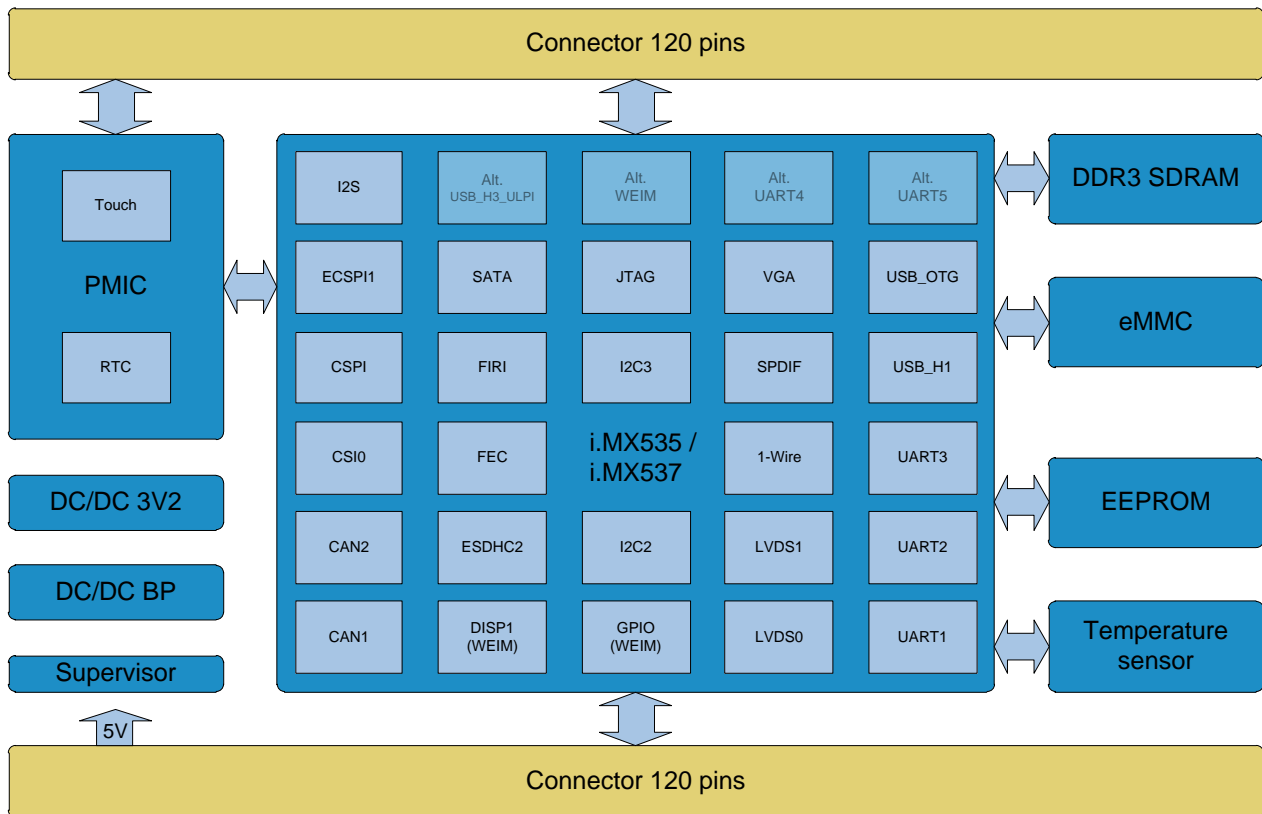 Connector 120 pins
Touch
PMIC
RTC
I2S
Alt.
USB_H3_ULPI
Alt.
WEIM
Alt.
UART4
Alt.
UART5
ECSPI1
SATA
JTAG
VGA
USB_OTG
CSPI
FIRI
I2C3
SPDIF
USB_H1
CSI0
FEC
i.MX535 /
i.MX537
1-Wire
UART3
CAN2
ESDHC2
I2C2
LVDS1
UART2
CAN1
DISP1
(WEIM)
GPIO
(WEIM)
LVDS0
UART1
DDR3 SDRAM
eMMC
EEPROM
Temperature
sensor
DC/DC 3V2
DC/DC BP
Supervisor
5V
Connector 120 pins